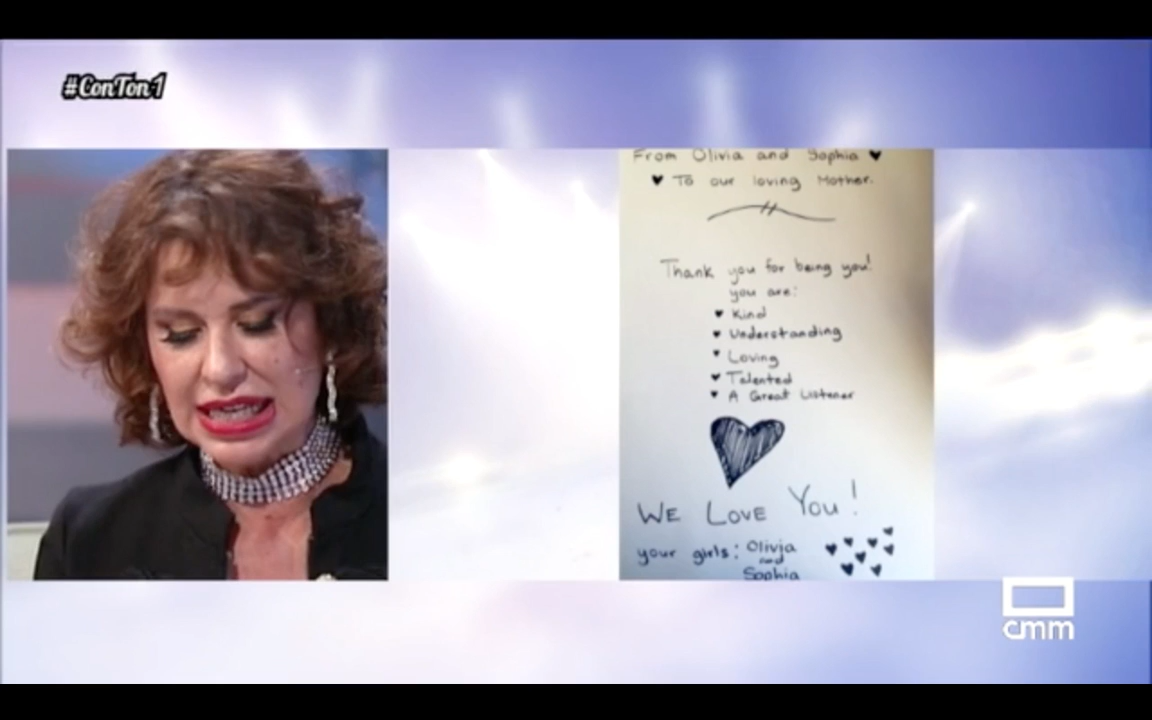 #ConTon1
From Olivia and Sophia ♥
♥ To our loving Mother.
Thank you for being you!
you are:
♥ Kind
♥ Understanding
♥ Loving
♥ Talented
♥ A Great Listener
WE LOVE YOU!
your girls: Olivia
and
Sophia
cmm